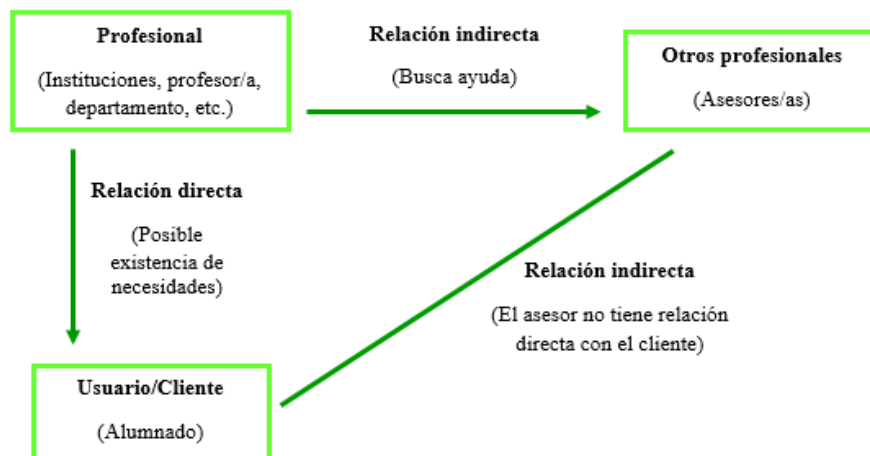 Profesional
(Instituciones, profesor/a,
departamento, etc.)
Relación indirecta
(Busca ayuda)
Otros profesionales
(Asesores/as)
Relación directa
(Posible
existencia de
necesidades)
Relación indirecta
(El asesor no tiene relación
directa con el cliente)
Usuario/Cliente
(Alumnado)